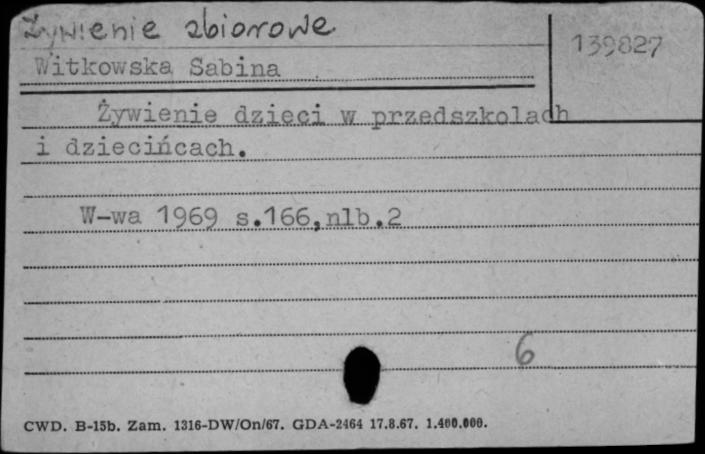 Żywienie zbiorowe
139827
Witkowska Sabina
Żywienie dzieci w przedszkolach
i dziecińcach.
W-wa 1969 s.166,nlb.2
6
CWD. B-15b. Zam. 1316-DW/On/67. GDA-2464 17.8.67. 1.400.000.